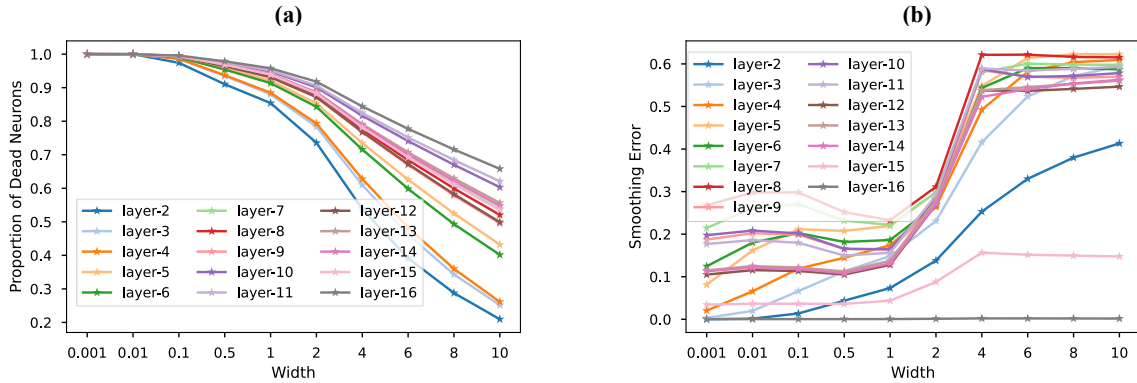 (a)
Proportion of Dead Neurons
1.0
0.9
0.8
0.7
0.6
0.5
0.4
0.3
0.2
layer-2
layer-3
layer-4
layer-5
layer-6
layer-7
layer-8
layer-9
layer-10
layer-11
layer-12
layer-13
layer-14
layer-15
layer-16
0.001 0.01 0.1 0.5 1 2 4 6 8 10
Width
(b)
Smoothing Error
0.6
0.5
0.4
0.3
0.2
0.1
0.0
layer-2
layer-3
layer-4
layer-5
layer-6
layer-7
layer-8
layer-9
layer-10
layer-11
layer-12
layer-13
layer-14
layer-15
layer-16
0.001 0.01 0.1 0.5 1 2 4 6 8 10
Width